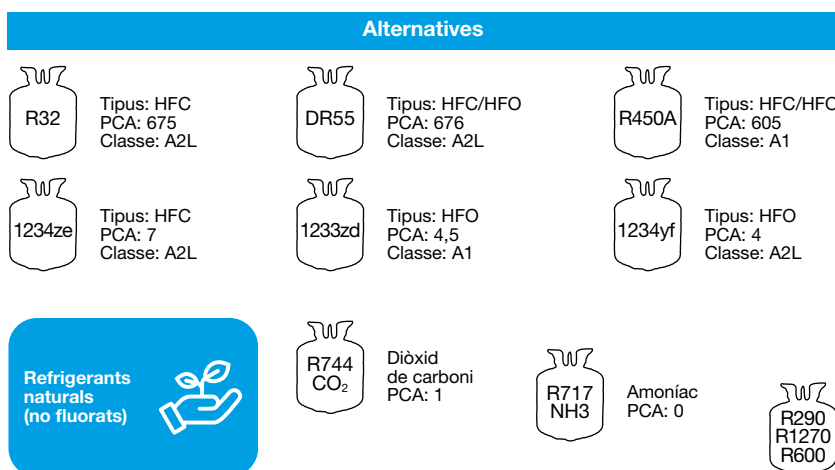 Alternatives
R32
Tipus: HFC
PCA: 675
Classe: A2L
DR55
Tipus: HFC/HFO
PCA: 676
Classe: A2L
R450A
Tipus: HFC/HFO
PCA: 605
Classe: A1
1234ze
Tipus: HFC
PCA: 7
Classe: A2L
1233zd
Tipus: HFO
PCA: 4,5
Classe: A1
1234yf
Tipus: HFO
PCA: 4
Classe: A2L
Refrigerants
naturals
(no fluorats)
R744
CO₂
Diòxid
de carboni
PCA: 1
R717
NH3
Amoníac
PCA: 0
R290
R1270
R600